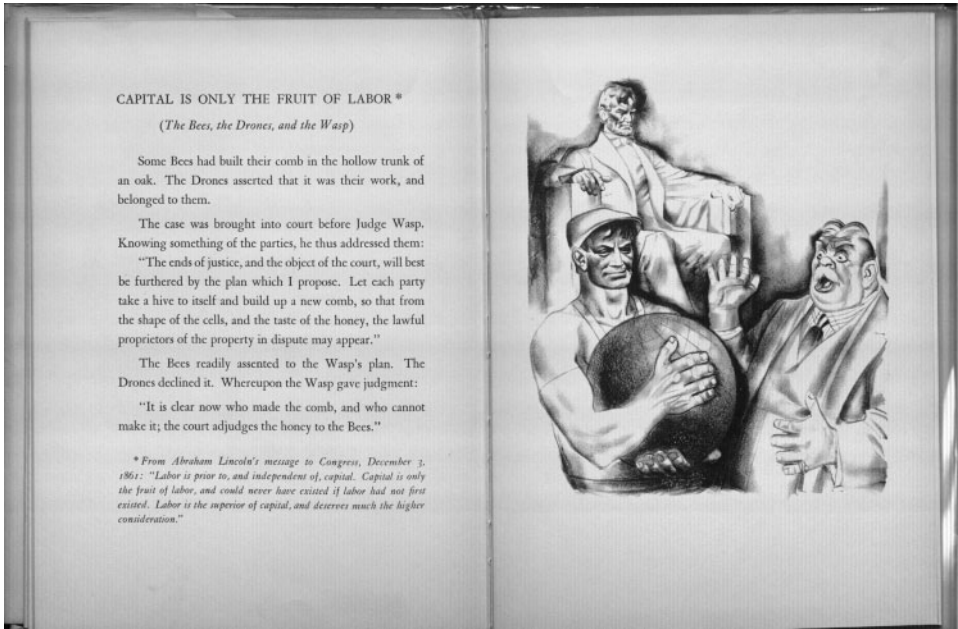 CAPITAL IS ONLY THE FRUIT OF LABOR*
(The Bees, the Drones, and the Wasp)
Some Bees had built their comb in the hollow trunk of
an oak. The Drones asserted that it was their work, and
belonged to them.
The case was brought into court before Judge Wasp.
Knowing something of the parties, he thus addressed them:
"The ends of justice, and the object of the court, will best
be furthered by the plan which I propose. Let each party
take a hive to itself and build up a new comb, so that from
the shape of the cells, and the taste of the honey, the lawful
proprietors of the property in dispute may appear."
The Bees readily assented to the Wasp's plan. The
Drones declined it. Whereupon the Wasp gave judgment:
"It is clear now who made the comb, and who cannot
make it; the court adjudges the honey to the Bees."
* From Abraham Lincoln's message to Congress, December 3,
1861: "Labor is prior to, and independent of, capital. Capital is only
the fruit of labor, and could never have existed if labor had not first
existed. Labor is the superior of capital, and deserves much the higher
consideration."